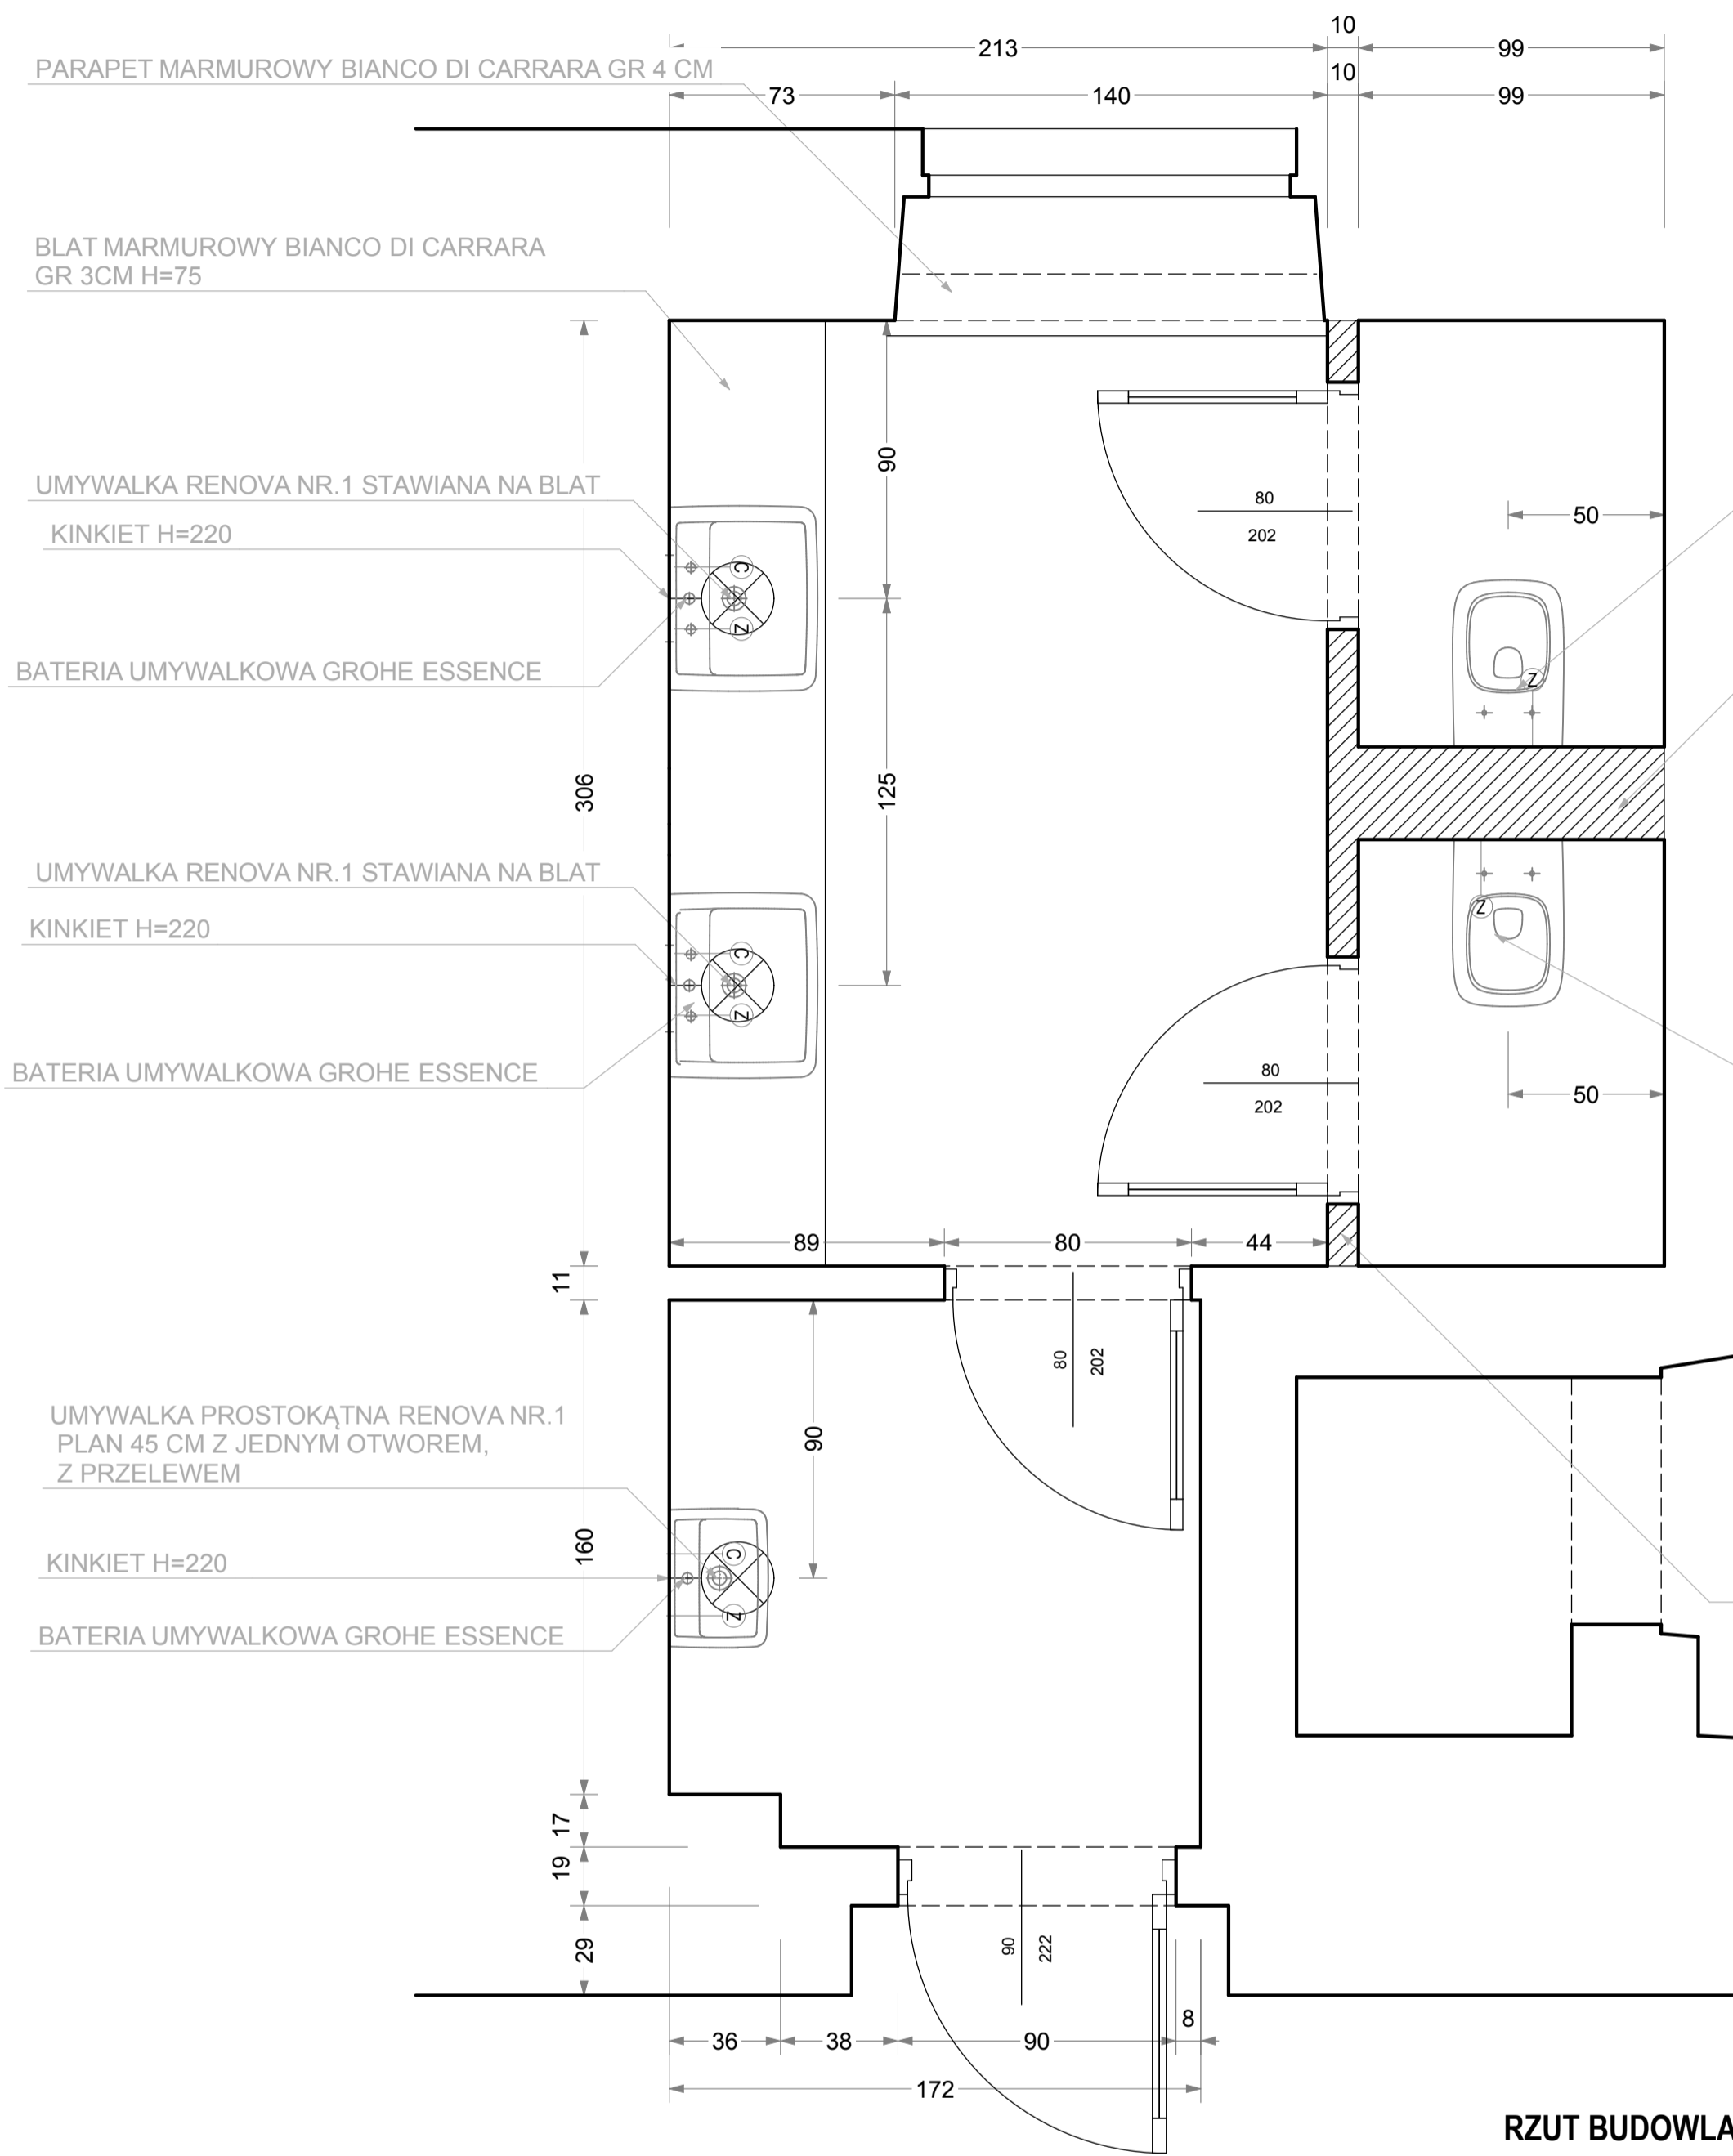 10
213
99
PARAPET MARMUROWY BIANCO DI CARRARA GR 4 CM
10
73
140
99
BLAT MARMUROWY BIANCO DI CARRARA
GR 3CM H=75
90
UMYWALKA RENOVA NR.1 STAWIANA NA BLAT
80
202
50
KINKIET H=220
C
Z
BATERIA UMYWALKOWA GROHE ESSENCE
Z
306
125
UMYWALKA RENOVA NR.1 STAWIANA NA BLAT
Z
KINKIET H=220
C
Z
BATERIA UMYWALKOWA GROHE ESSENCE
80
202
50
89
80
44
11
80
202
UMYWALKA PROSTOKĄTNA RENOVA NR.1
PLAN 45 CM Z JEDNYM OTWOREM,
Z PRZELEWEM
90
160
C
KINKIET H=220
Z
BATERIA UMYWALKOWA GROHE ESSENCE
17
19
29
90
222
8
36
38
90
172
RZUT BUDOWLA